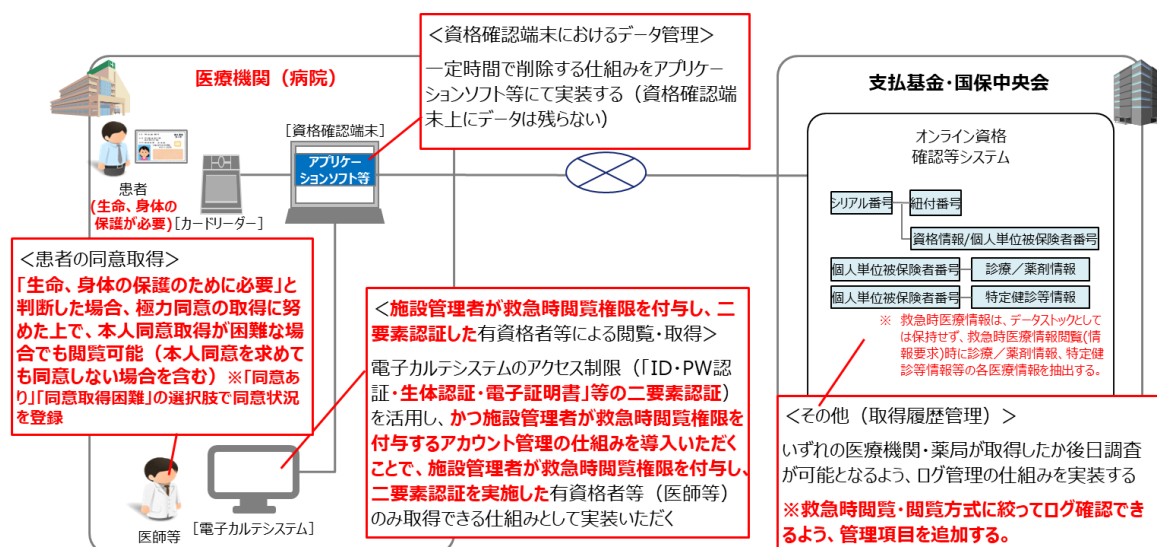 ＜資格確認端末におけるデータ管理＞
一定時間で削除する仕組みをアプリケー
ションソフト等にて実装する（資格確認端
末上にデータは残らない）
医療機関（病院）
支払基金・国保中央会
[資格確認端末]
アプリケー
ションソフト等
オンライン資格
確認等システム
患者
(生命、身体の
保護が必要)
[カードリーダー]
シリアル番号
紐付番号
資格情報/個人単位被保険者番号
個人単位被保険者番号
診療／薬剤情報
個人単位被保険者番号
特定健診等情報
※ 救急時医療情報は、データストックとして
は保持せず、救急時医療情報閲覧(情
報要求)時に診療／薬剤情報、特定健
診等情報等の各医療情報を抽出する。
＜患者の同意取得＞
「生命、身体の保護のために必要」と
判断した場合、極力同意の取得に努
めた上で、本人同意取得が困難な場
合でも閲覧可能（本人同意を求めて
も同意しない場合を含む）※「同意あ
り」「同意取得困難」の選択肢で同意状況
を登録
＜施設管理者が救急時閲覧権限を付与し、二
要素認証した有資格者等による閲覧・取得＞
電子カルテシステムのアクセス制限（「ID・PW認
証・生体認証・電子証明書」等の二要素認証）
を活用し、かつ施設管理者が救急時閲覧権限を
付与するアカウント管理の仕組みを導入いただく
ことで、施設管理者が救急時閲覧権限を付与し、
二要素認証を実施した有資格者等（医師等）
のみ取得できる仕組みとして実装いただく
＜その他（取得履歴管理）＞
いずれの医療機関・薬局が取得したか後日調査
が可能となるよう、ログ管理の仕組みを実装する
※救急時閲覧・閲覧方式に絞ってログ確認でき
るよう、管理項目を追加する。
医師等
[電子カルテシステム]